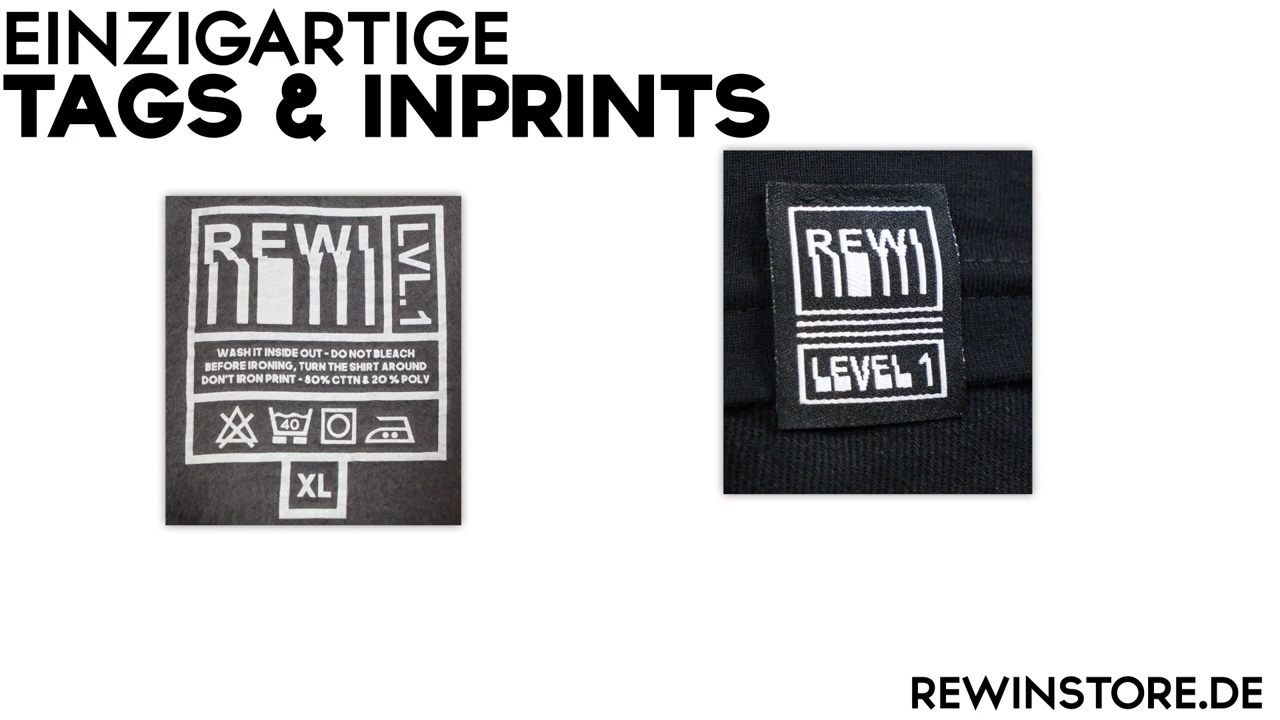 EINZIGARTIGE
TAGS & INPRINTS
REWI
LVL.1
WASH IT INSIDE OUT - DO NOT BLEACH
BEFORE IRONING, TURN THE SHIRT AROUND
DON'T IRON PRINT - 80% CTTN & 20 % POLY
40
XL
REWI
LEVEL 1
REWINSTORE.DE